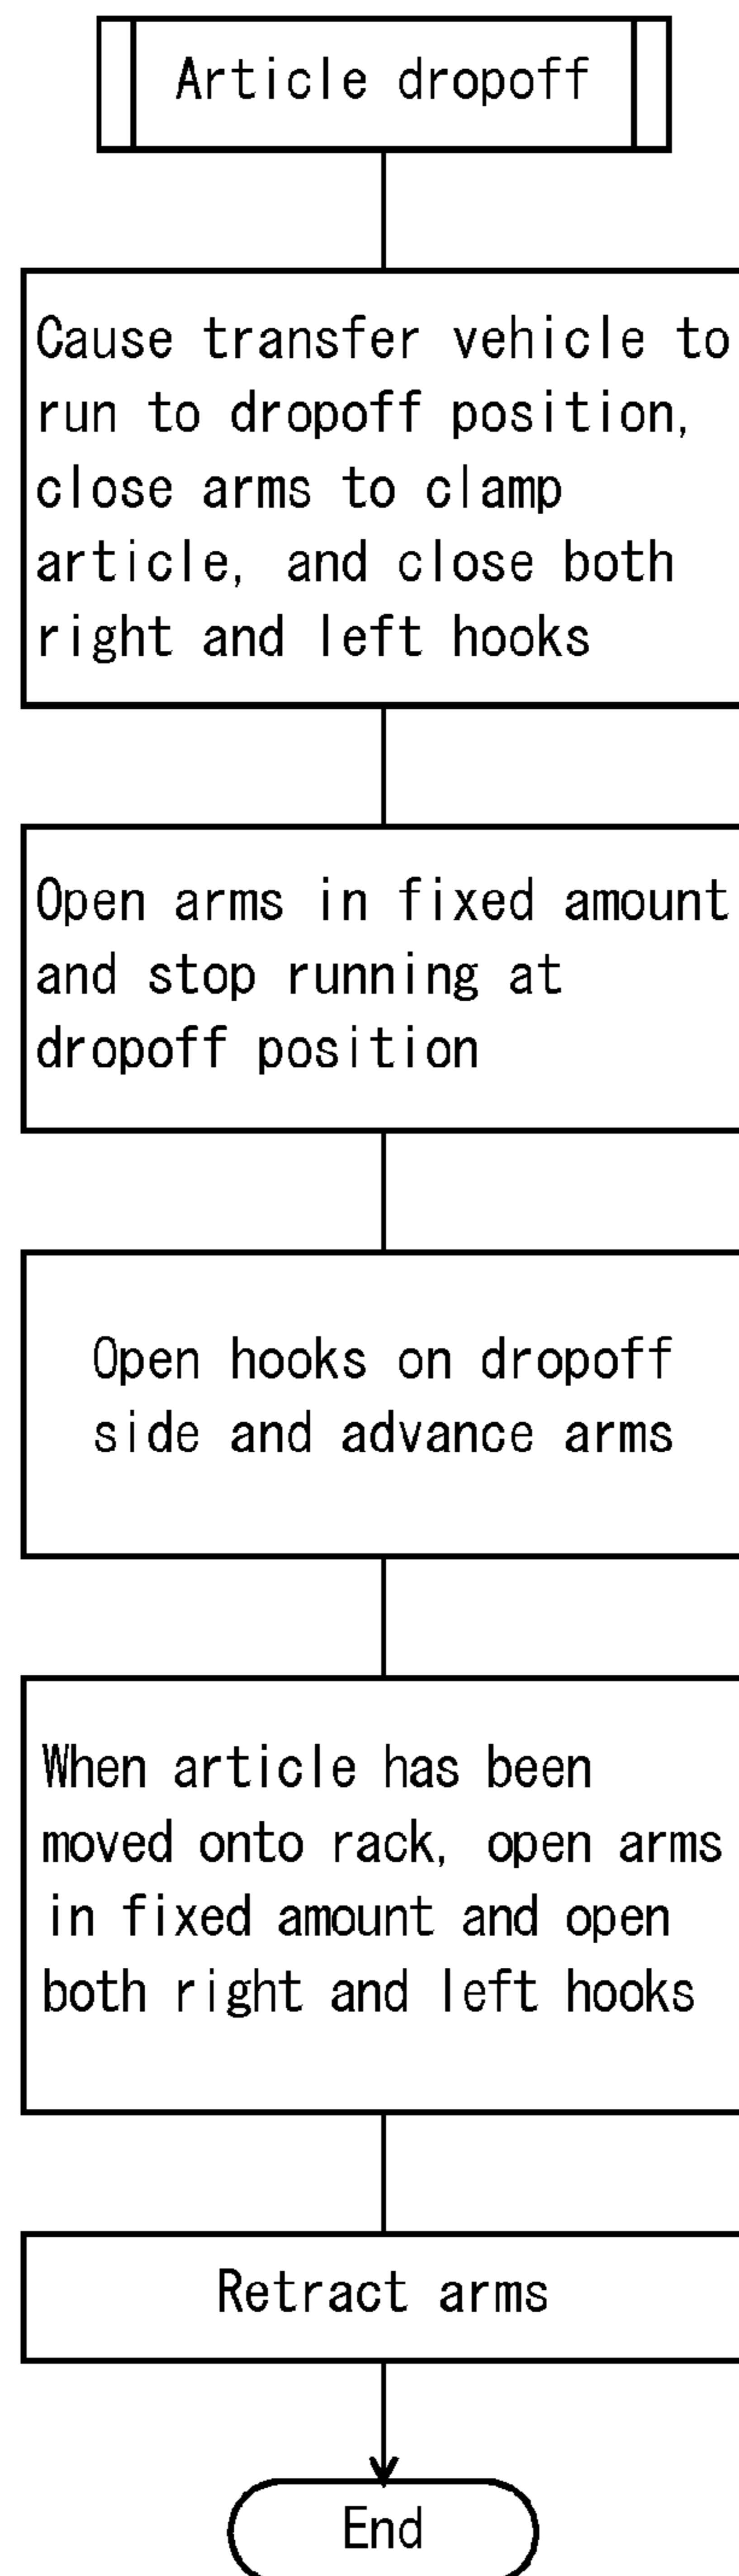 Article dropoff
Cause transfer vehicle to
run to dropoff position,
close arms to clamp
article, and close both
right and left hooks
Open arms in fixed amount
and stop running at
dropoff position
Open hooks on dropoff
side and advance arms
When article has been
moved onto rack, open arms
in fixed amount and open
both right and left hooks
Retract arms
End